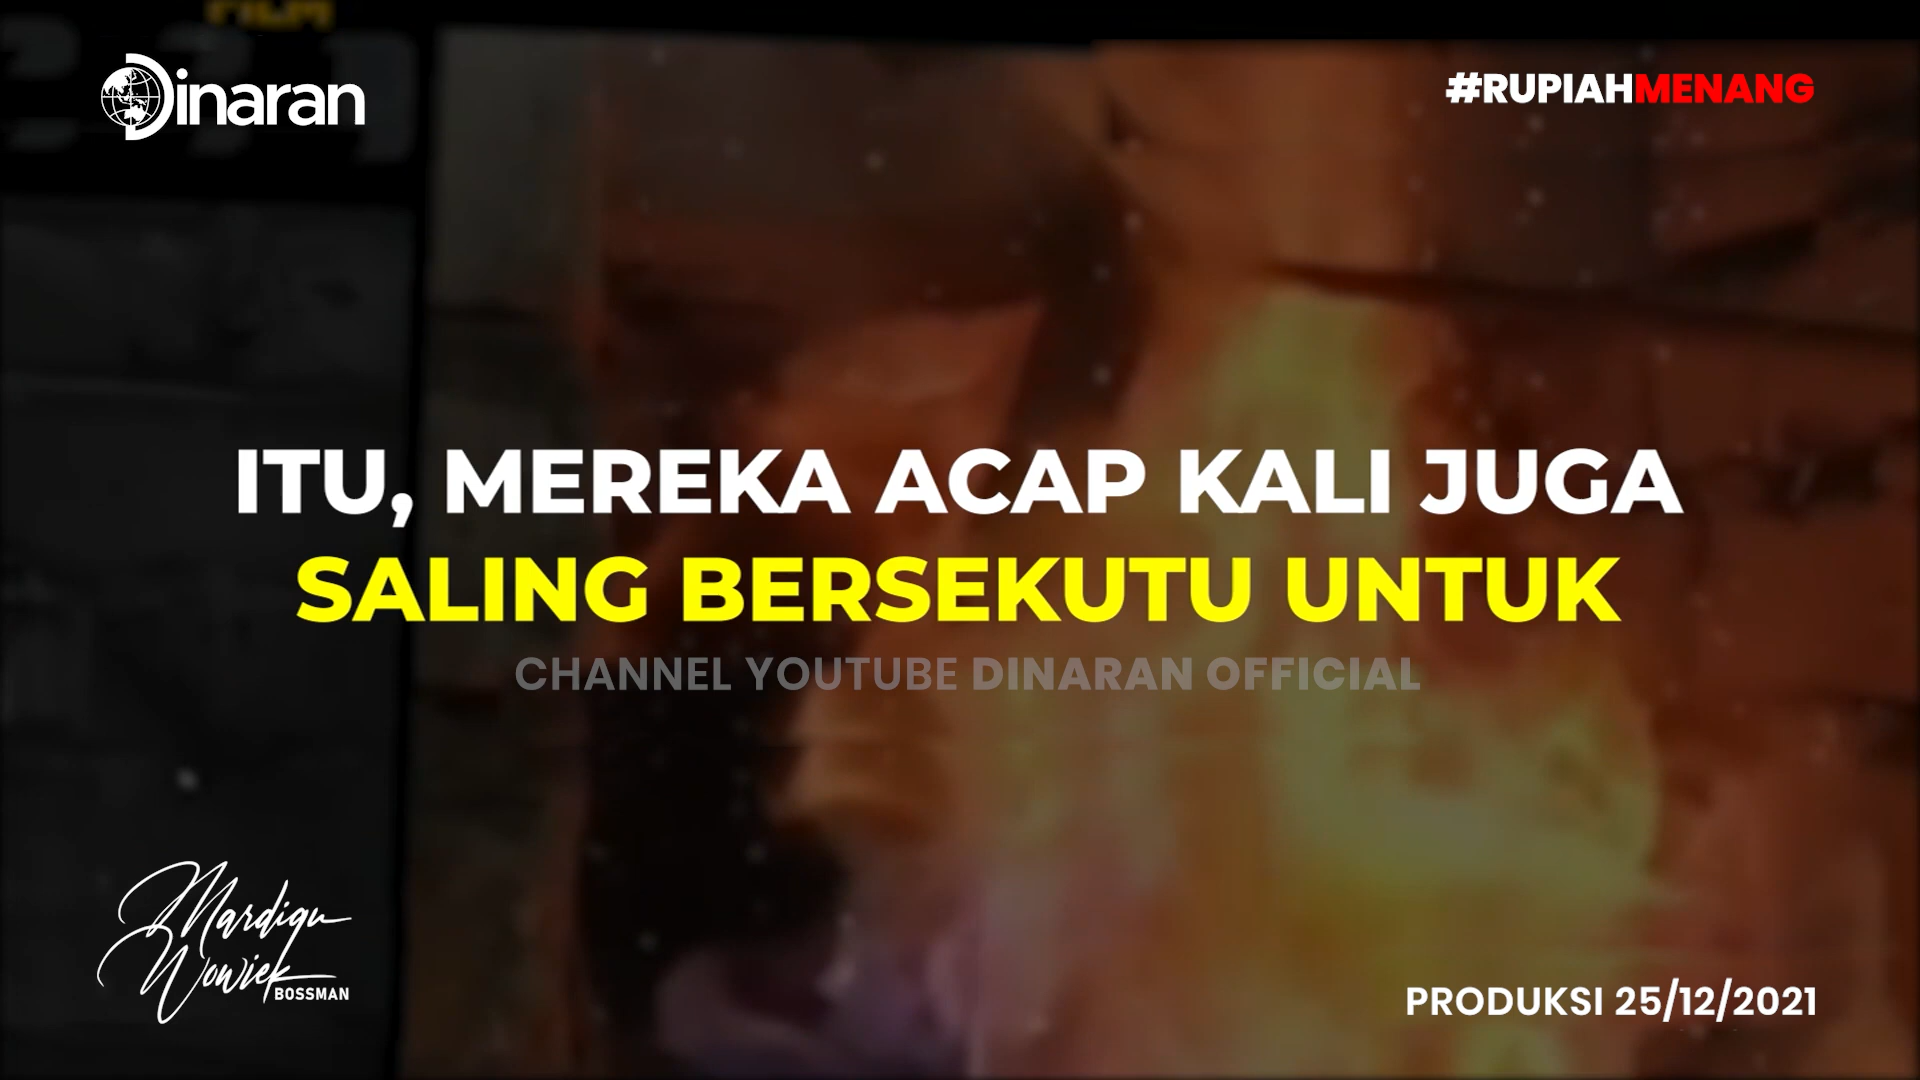 FILM
Dinaran
#RUPIAHMENANG
ITU, MEREKA ACAP KALI JUGA
SALING BERSEKUTU UNTUK
CHANNEL YOUTUBE DINARAN OFFICIAL
Mardigu
Wowiek
BOSSMAN
PRODUKSI 25/12/2021